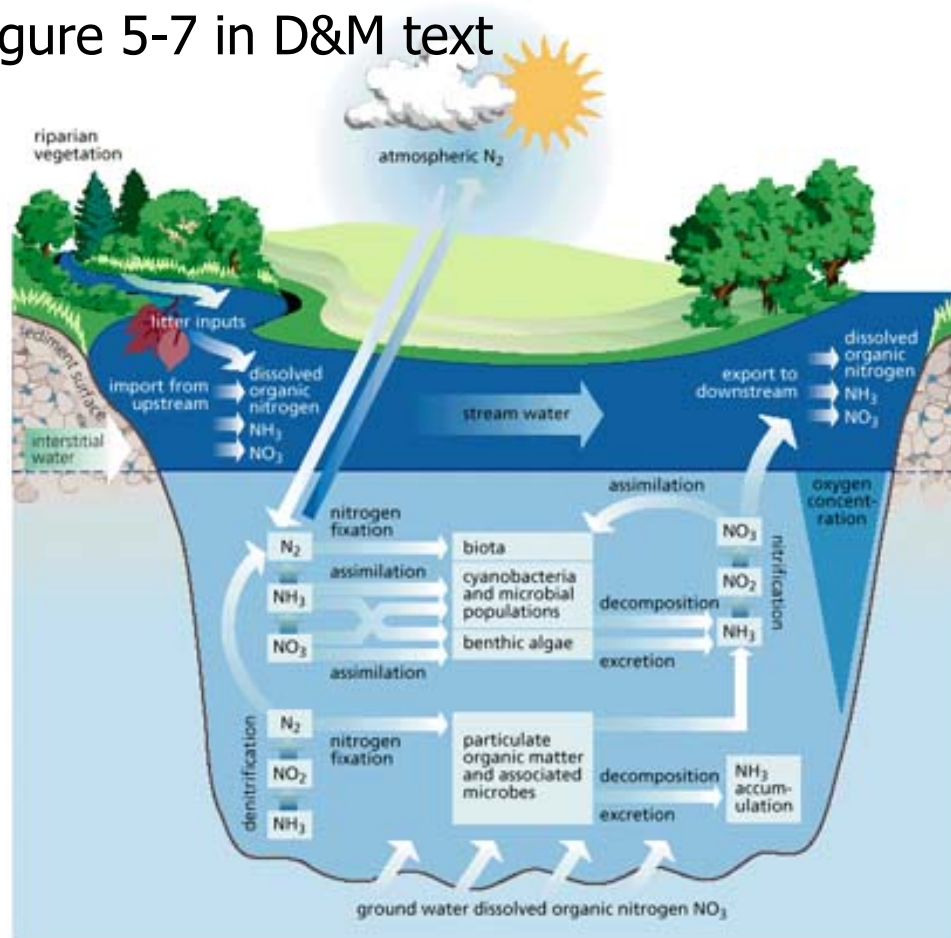 gure 5-7 in D&M text
riparian
vegetation
atmospheric N₂
litter inputs
sediment surface
import from
upstream
dissolved
organic
nitrogen
NH₃
NO₃
interstitial
water
stream water
export to
downstream
dissolved
organic
nitrogen
NH₃
NO₃
oxygen
concent-
ration
assimilation
nitrogen
fixation
N₂
assimilation
NH₃
NO₃
assimilation
biota
cyanobacteria
and microbial
populations
benthic algae
decomposition
excretion
NO₃
NO₂
NH₃
nitrification
denitrification
N₂
NO₂
NH₃
nitrogen
fixation
particulate
organic matter
and associated
microbes
decomposition
excretion
NH₃
accum-
ulation
ground water dissolved organic nitrogen NO₃